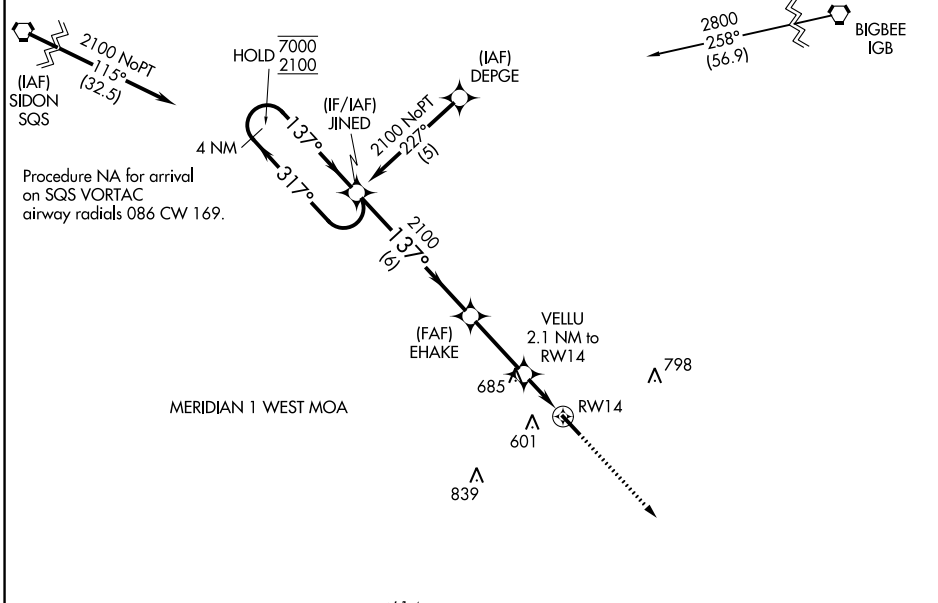 2100 NoPT
115°
(32.5)
(IAF)
SIDON
SQS
HOLD 7000
2100
(IAF)
DEPGE
2800
258°
(56.9)
BIGBEE
IGB
(IF/IAF)
JINED
2100 NoPT
227°
(5)
4 NM
137°
317°
Procedure NA for arrival
on SQS VORTAC
airway radials 086 CW 169.
2100
137°
(6)
(FAF)
EHAKE
VELLU
2.1 NM to
RW14
685
798
MERIDIAN 1 WEST MOA
RW14
601
839